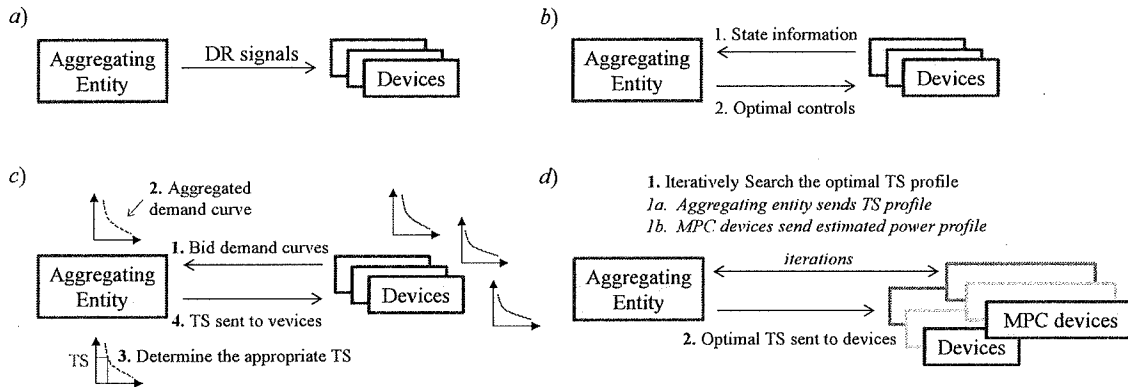 a)
Aggregating
Entity
DR signals
Devices
b)
Aggregating
Entity
1. State information
2. Optimal controls
Devices
c)
2. Aggregated
demand curve
1. Bid demand curves
Aggregating
Entity
Devices
4. TS sent to vevices
TS
3. Determine the appropriate TS
d)
1. Iteratively Search the optimal TS profile
1a. Aggregating entity sends TS profile
1b. MPC devices send estimated power profile
Aggregating
Entity
iterations
MPC devices
2. Optimal TS sent to devices
Devices